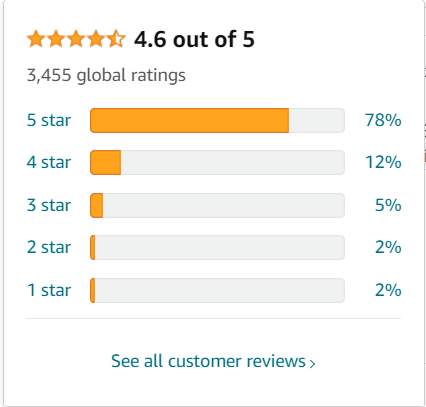 4.6 out of 5
3,455 global ratings
5 star 78%
4 star 12%
3 star 5%
2 star 2%
1 star 2%
See all customer reviews ›